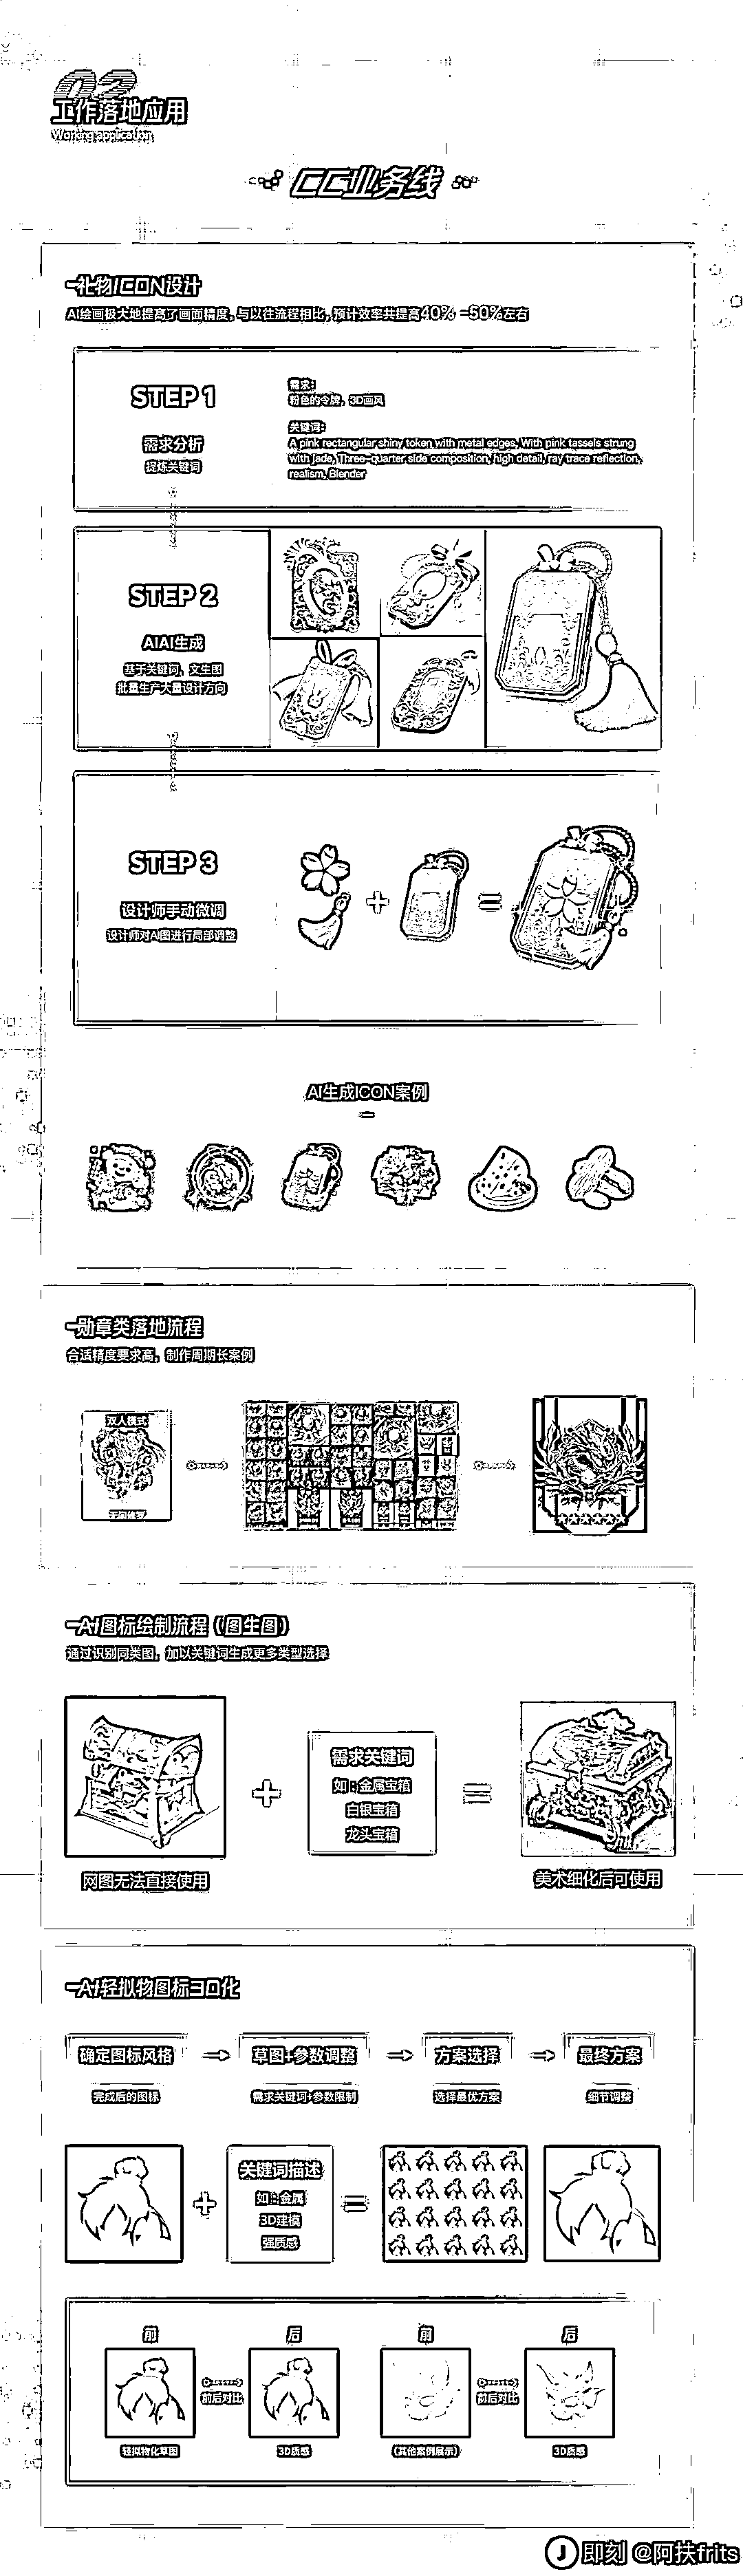 02
工作落地应用
Working application
CC业务线
礼物ICON设计
AI绘画极大地提高了画面精度，与以往流程相比，预计效率共提高40% -50%左右
STEP 1
需求分析
提炼关键词
需求：
粉色的令牌，3D画风
关键词：
A pink rectangular shiny token with metal edges, With pink tassels strung
with jade, Three-quarter side composition, high detail, ray trace reflection,
realism, Blender
STEP 2
AIAI生成
基于关键词，文生图
批量生产大量设计方向
STEP 3
设计师手动微调
设计师对AI图进行局部调整
+
=
AI生成ICON案例
勋章类落地流程
合适精度要求高，制作周期长案例
双人模式
AI图标绘制流程（图生图）
通过识别同类图，加以关键词生成更多类型选择
+
需求关键词
如：金属宝箱
白银宝箱
龙头宝箱
=
网图无法直接使用
美术细化后可使用
AI轻拟物图标3D化
确定图标风格
草图+参数调整
方案选择
最终方案
完成后的图标
需求关键词+参数限制
选择最优方案
细节调整
+
关键词描述
如：金属
3D建模
强质感
=
前
后
前
后
前后对比
前后对比
轻拟物化草图
3D质感
（其他案例展示）
3D质感
即刻 @阿扶frits